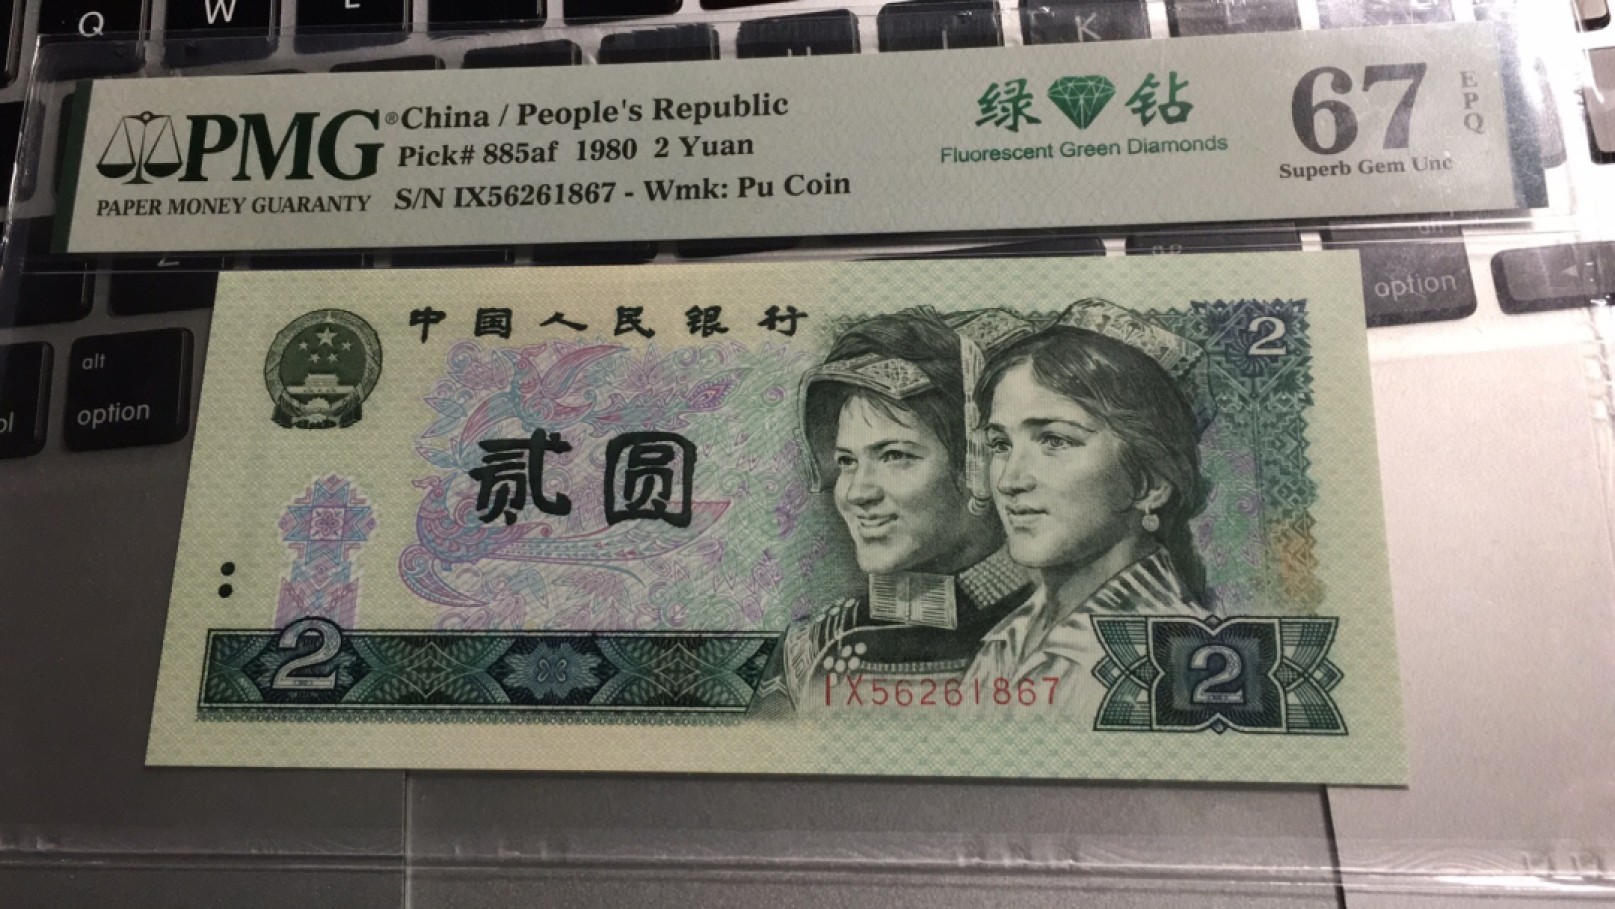 Q W
K
PMG® China / People's Republic
Pick# 885af 1980 2 Yuan
S/N IX56261867 - Wmk: Pu Coin
PAPER MONEY GUARANTY
绿 钻
Fluorescent Green Diamonds
67
EPQ
Superb Gem Unc
option
alt
option
中国人民银行
2
贰圆
2
IX56261867
2